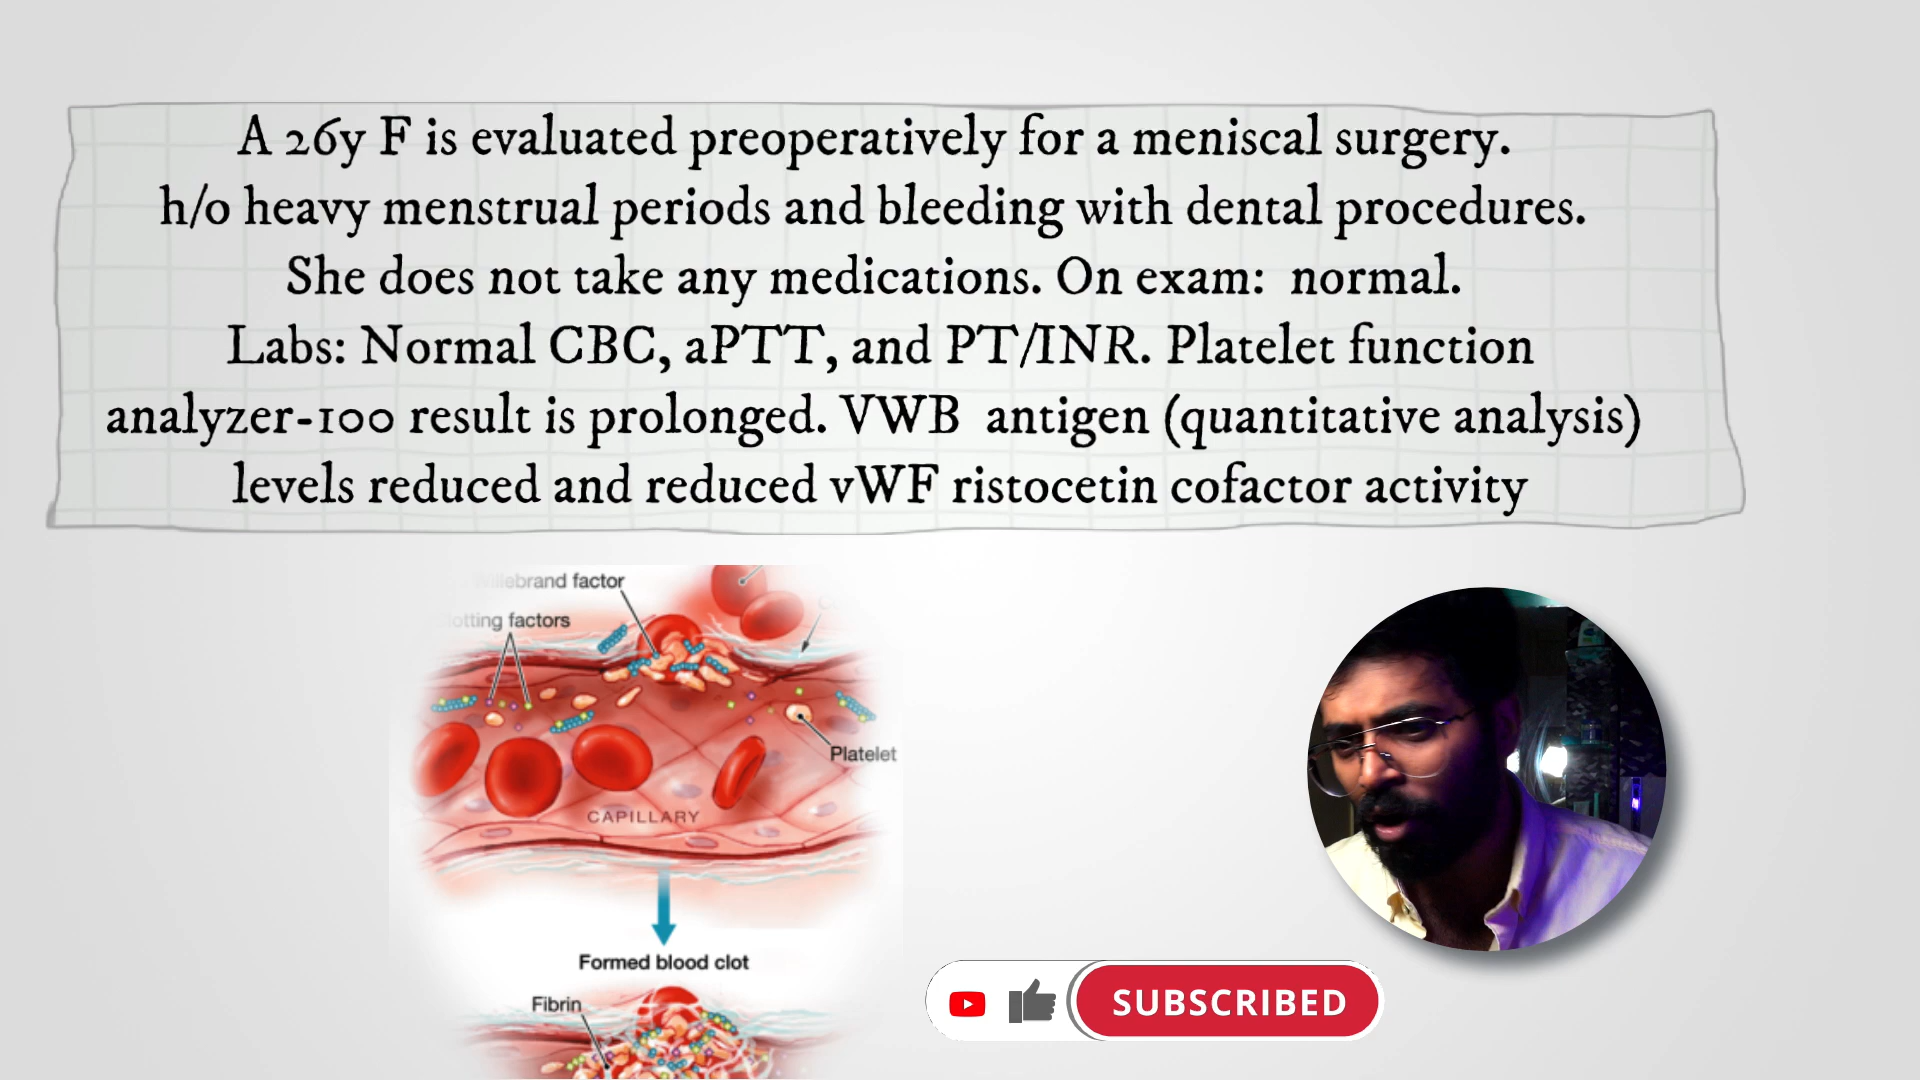 A 26y F is evaluated preoperatively for a meniscal surgery.
h/o heavy menstrual periods and bleeding with dental procedures.
She does not take any medications. On exam: normal.
Labs: Normal CBC, aPTT, and PT/INR. Platelet function
analyzer-100 result is prolonged. VWB antigen (quantitative analysis)
levels reduced and reduced vWF ristocetin cofactor activity
factor
factors
Platelet
CAPILLARY
Formed blood clot
Fibrin
SUBSCRIBED